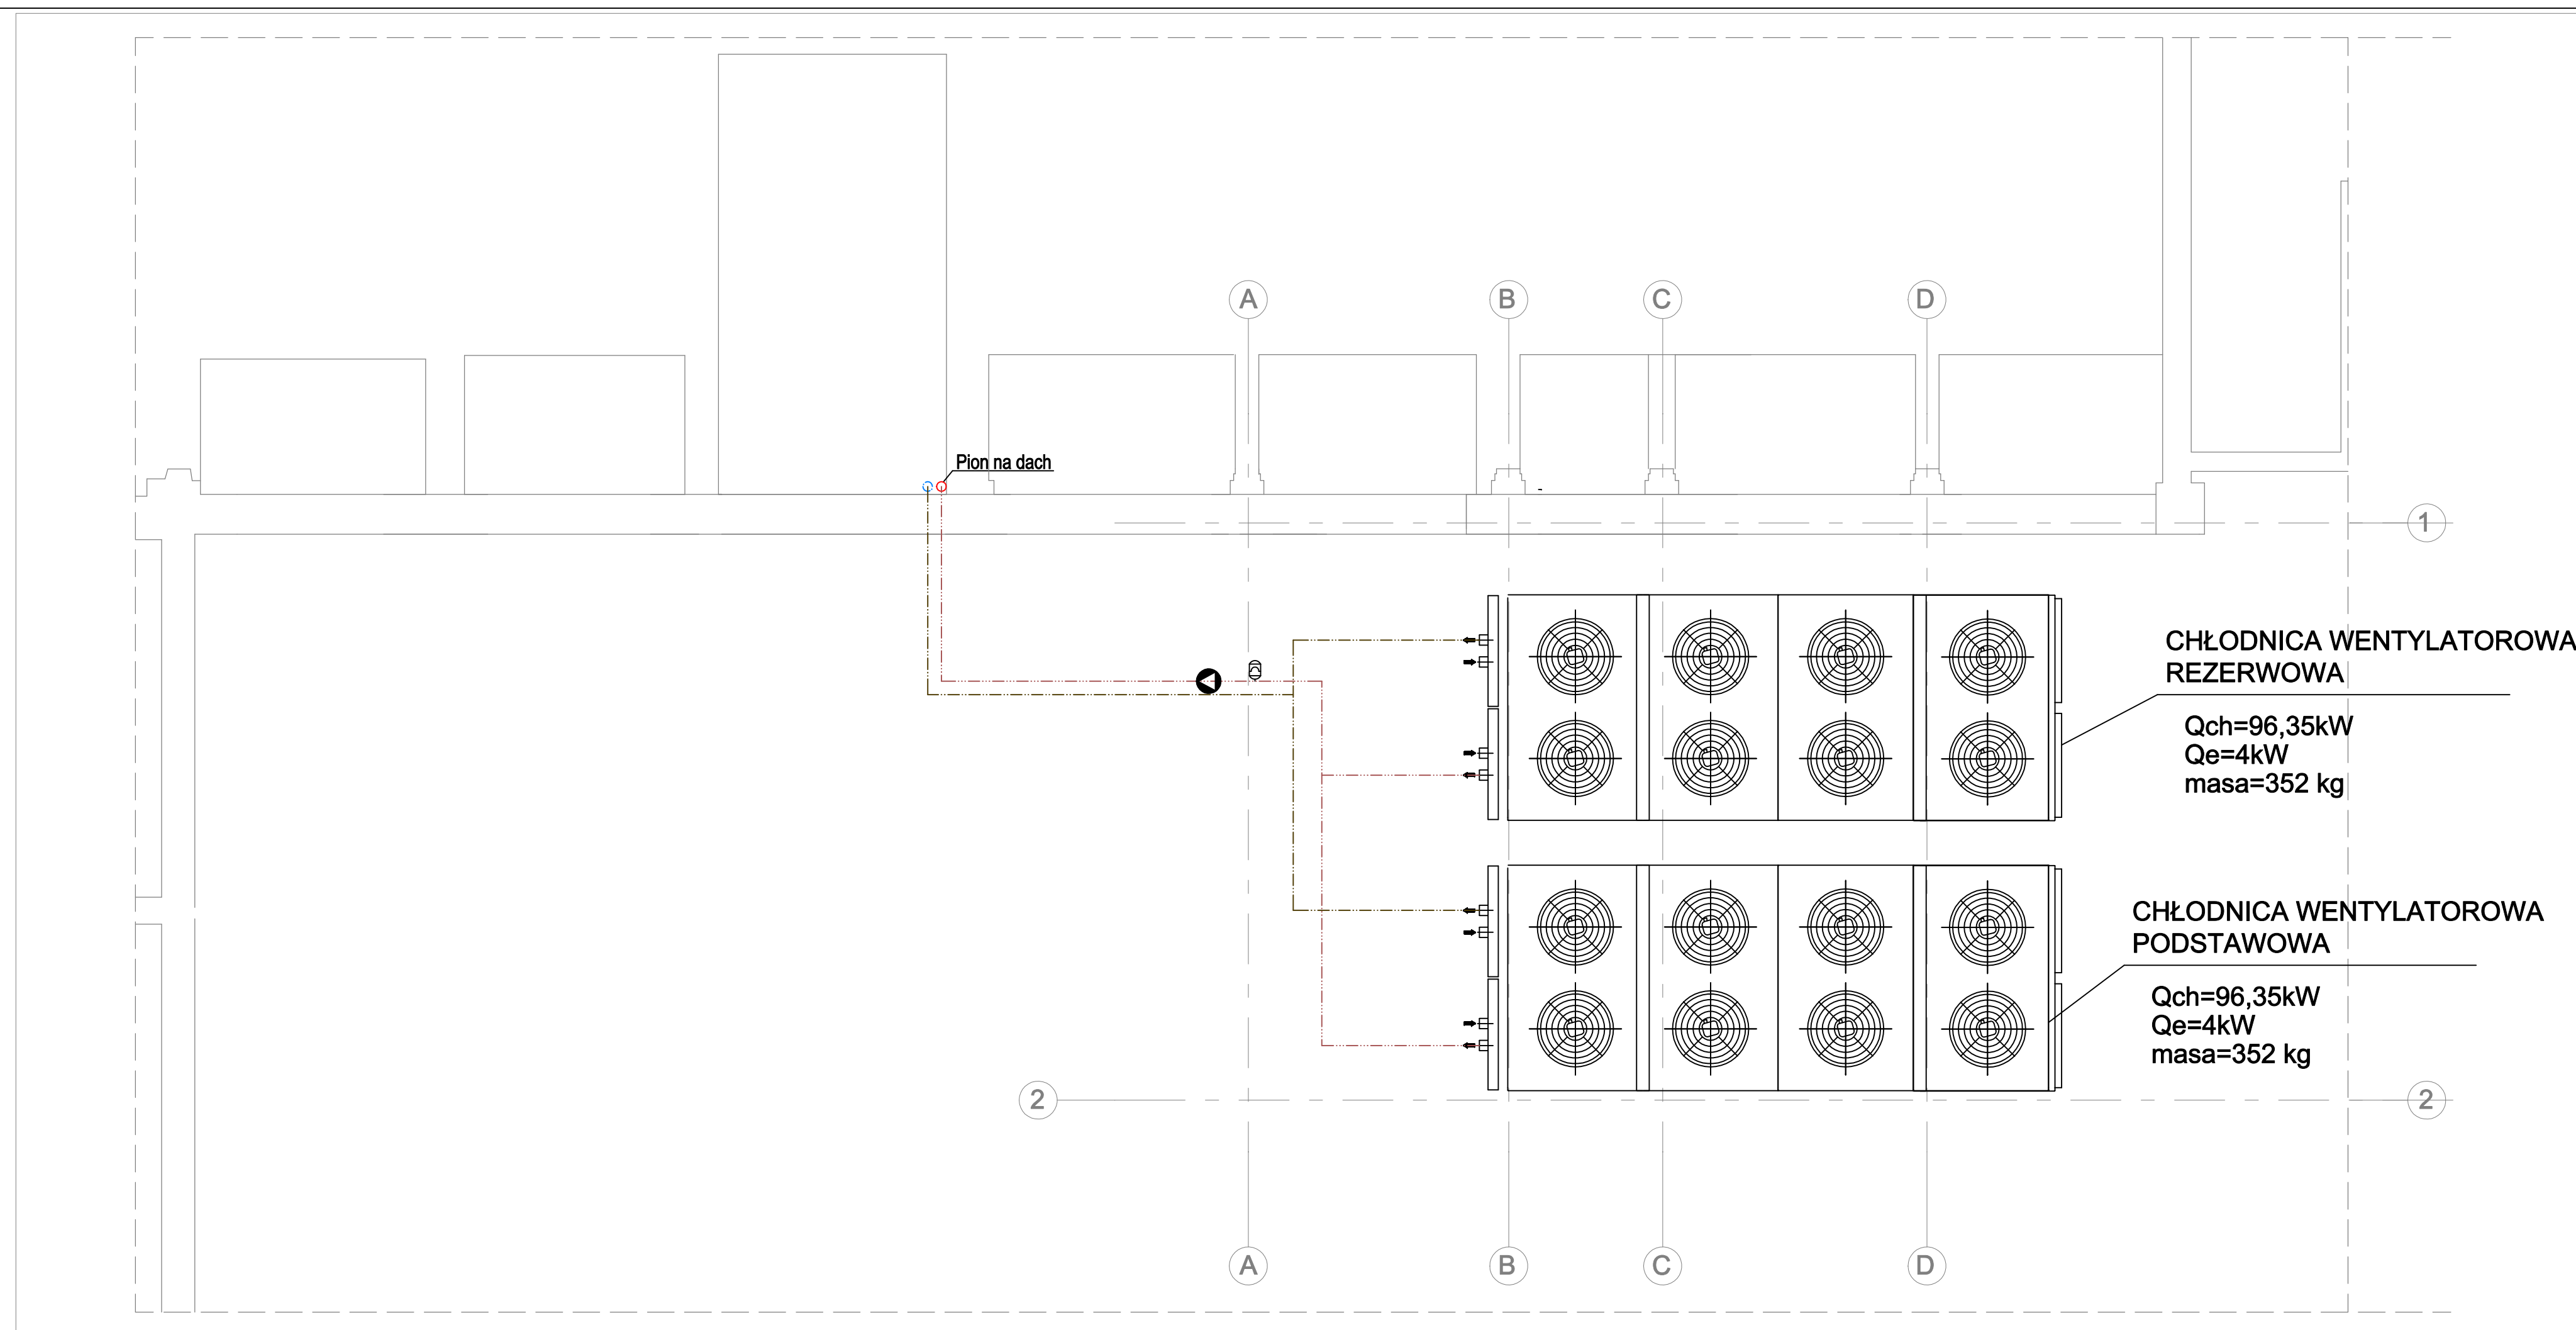 A
B
C
D
Pion na dach
1
CHŁODNICA WENTYLATOROWA
REZERWOWA
Qch=96,35kW
Qe=4kW
masa=352 kg
CHŁODNICA WENTYLATOROWA
PODSTAWOWA
Qch=96,35kW
Qe=4kW
masa=352 kg
2
2
A
B
C
D